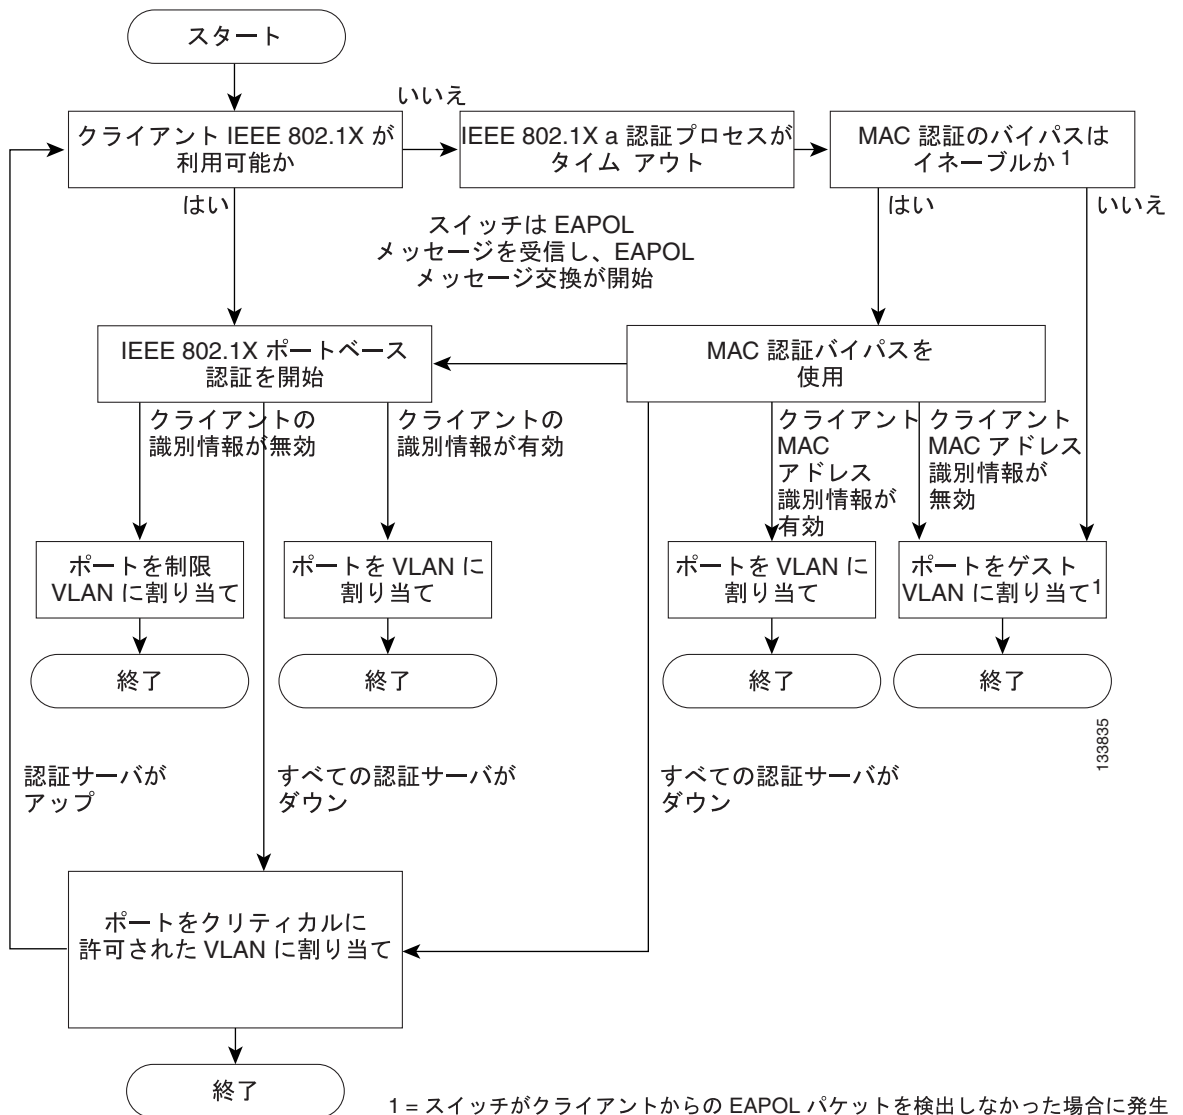 スタート
いいえ
クライアント IEEE 802.1X が
利用可能か
IEEE 802.1X a 認証プロセスが
タイム アウト
MAC 認証のバイパスは
イネーブルか1
はい
スイッチは EAPOL
メッセージを受信し、EAPOL
メッセージ交換が開始
はい
いいえ
IEEE 802.1X ポートベース
認証を開始
MAC 認証バイパスを
使用
クライアントの
識別情報が無効
クライアントの
識別情報が有効
クライアント
MAC
アドレス
識別情報が
有効
クライアント
MAC アドレス
識別情報が
無効
ポートを制限
VLAN に割り当て
ポートを VLAN に
割り当て
ポートを VLAN に
割り当て
ポートをゲスト
VLAN に割り当て1
終了
終了
終了
終了
133835
認証サーバが
アップ
すべての認証サーバが
ダウン
すべての認証サーバが
ダウン
ポートをクリティカルに
許可された VLAN に割り当て
終了
1 = スイッチがクライアントからの EAPOL パケットを検出しなかった場合に発生